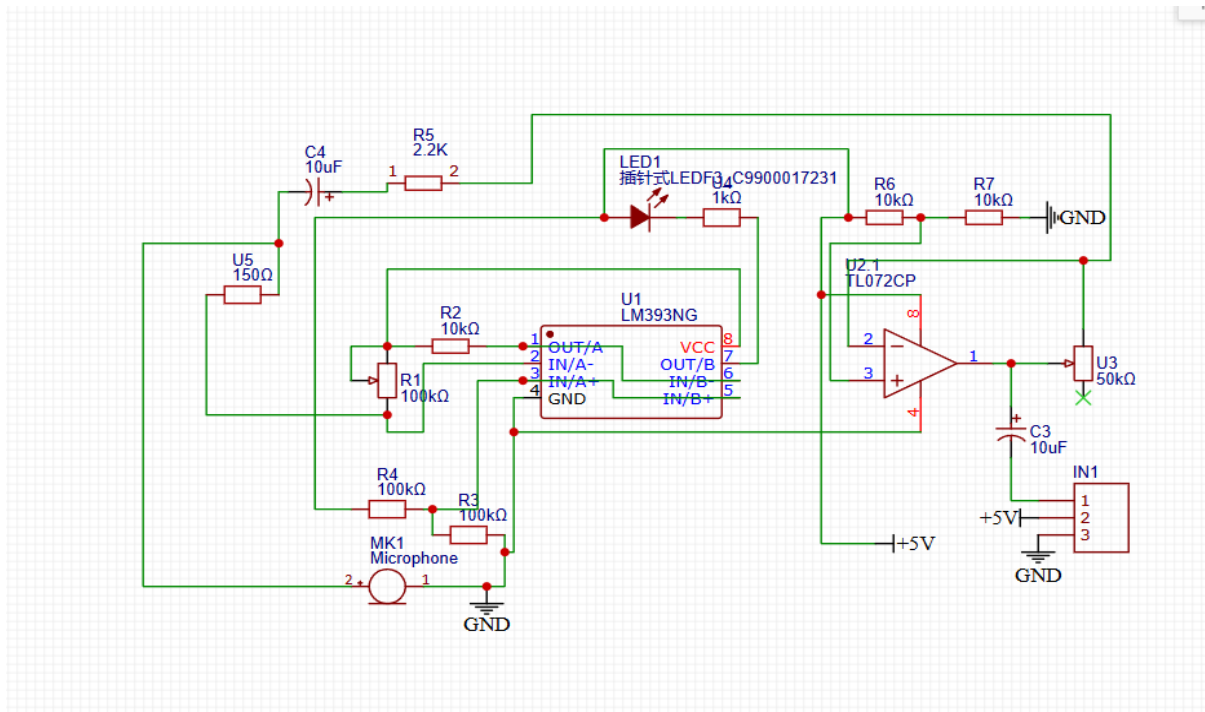 R5
2.2K
1
2
C4
10uF
+
LED1
插针式LEDF3_C9900017231
U4
1kΩ
R6
10kΩ
R7
10kΩ
GND
U5
150Ω
U2.1
TL072CP
8
2
3
1
4
U1
LM393NG
R2
10kΩ
1
OUT/A
2
IN/A-
3
IN/A+
4
GND
VCC
8
OUT/B
7
IN/B-
6
IN/B+
5
R1
100kΩ
U3
50kΩ
+
C3
10uF
R4
100kΩ
R3
100kΩ
IN1
1
2
3
+5V
GND
+5V
MK1
Microphone
2
+
1
GND